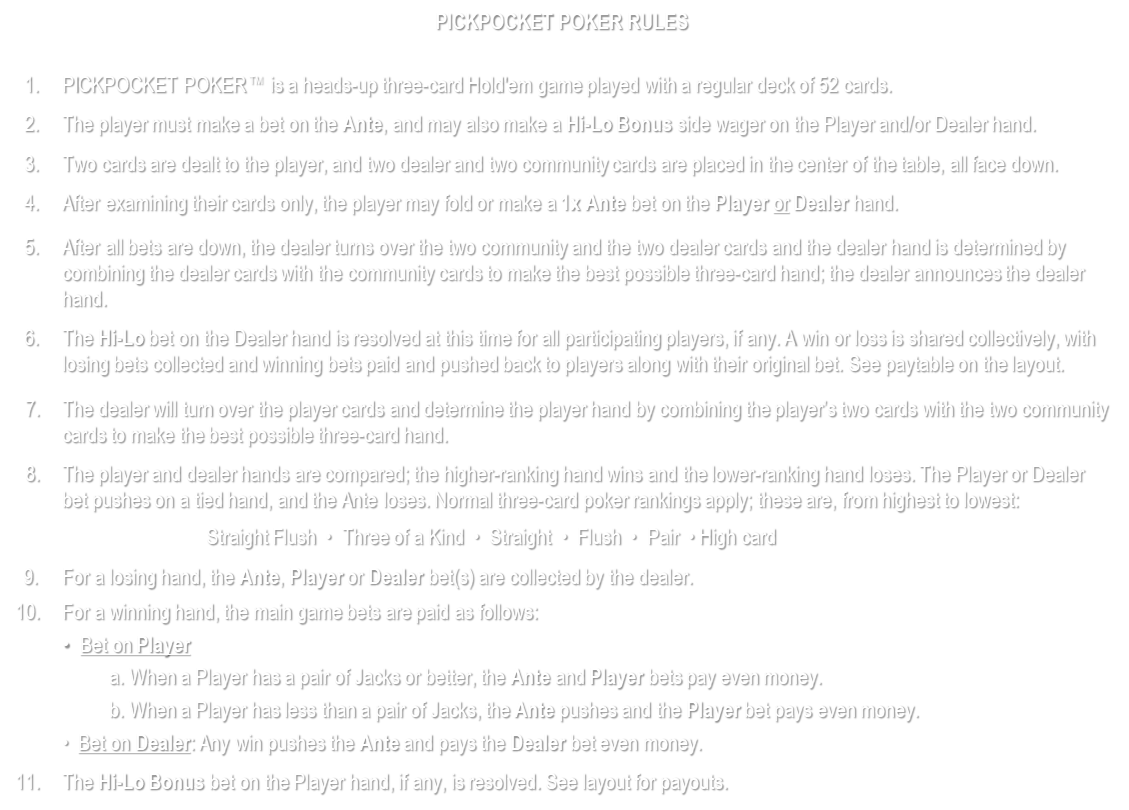 PICKPOCKET POKER RULES
1. PICKPOCKET POKER™ is a heads-up three-card Hold'em game played with a regular deck of 52 cards.
2. The player must make a bet on the Ante, and may also make a Hi-Lo Bonus side wager on the Player and/or Dealer hand.
3. Two cards are dealt to the player, and two dealer and two community cards are placed in the center of the table, all face down.
4. After examining their cards only, the player may fold or make a 1x Ante bet on the Player or Dealer hand.
5. After all bets are down, the dealer turns over the two community and the two dealer cards and the dealer hand is determined by
combining the dealer cards with the community cards to make the best possible three-card hand; the dealer announces the dealer
hand.
6. The Hi-Lo bet on the Dealer hand is resolved at this time for all participating players, if any. A win or loss is shared collectively, with
losing bets collected and winning bets paid and pushed back to players along with their original bet. See paytable on the layout.
7. The dealer will turn over the player cards and determine the player hand by combining the player's two cards with the two community
cards to make the best possible three-card hand.
8. The player and dealer hands are compared; the higher-ranking hand wins and the lower-ranking hand loses. The Player or Dealer
bet pushes on a tied hand, and the Ante loses. Normal three-card poker rankings apply; these are, from highest to lowest:
Straight Flush • Three of a Kind • Straight • Flush • Pair • High card
9. For a losing hand, the Ante, Player or Dealer bet(s) are collected by the dealer.
10. For a winning hand, the main game bets are paid as follows:
• Bet on Player
a. When a Player has a pair of Jacks or better, the Ante and Player bets pay even money.
b. When a Player has less than a pair of Jacks, the Ante pushes and the Player bet pays even money.
• Bet on Dealer: Any win pushes the Ante and pays the Dealer bet even money.
11. The Hi-Lo Bonus bet on the Player hand, if any, is resolved. See layout for payouts.